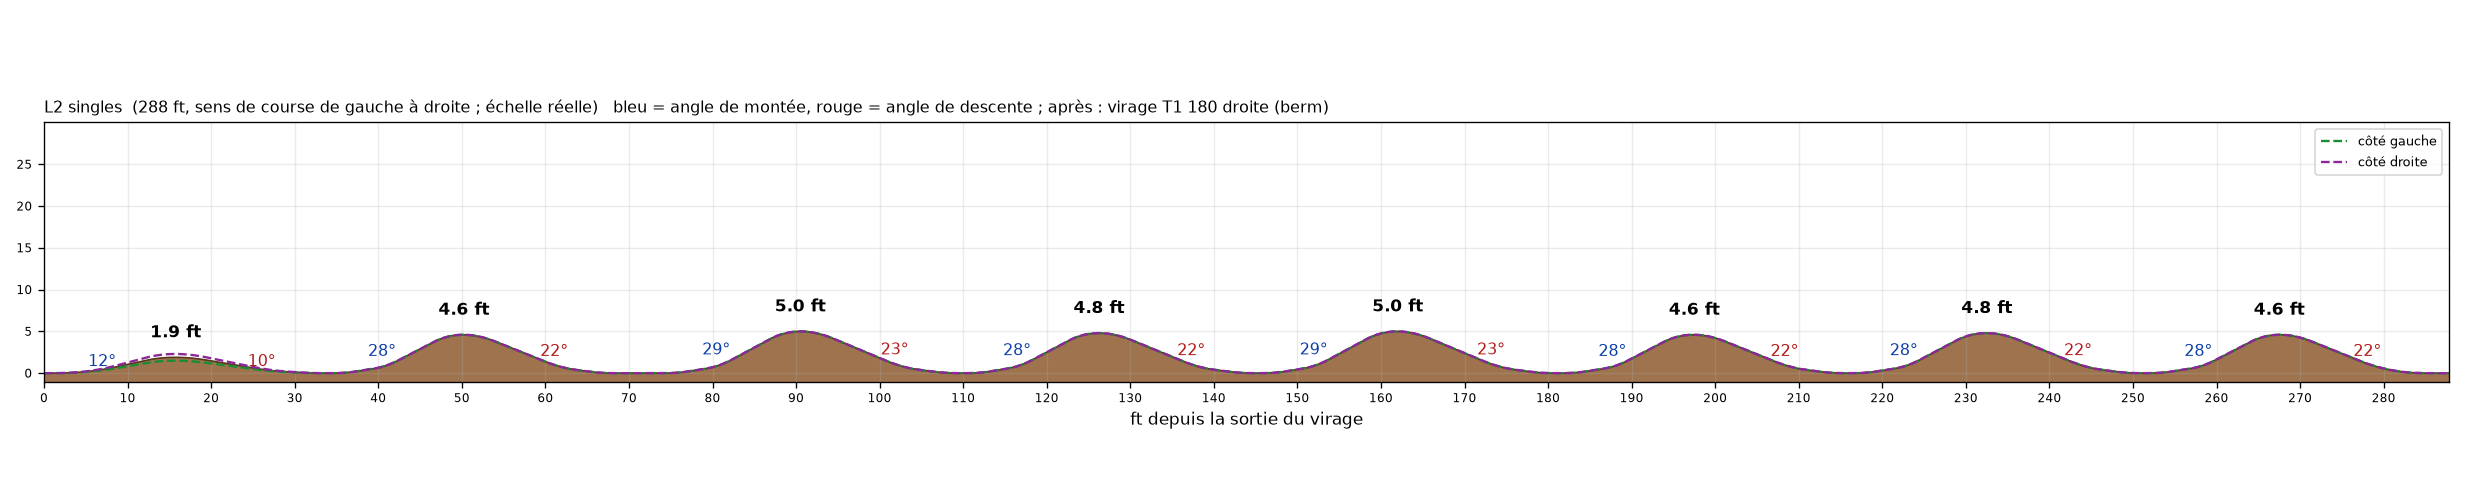 L2 singles  (288 ft, sens de course de gauche à droite ; échelle réelle)   bleu = angle de montée, rouge = angle de descente ; après : virage T1 180 droite (berm)
côté gauche
côté droite
25
20
15
10
5
0
1.9 ft
4.6 ft
5.0 ft
4.8 ft
5.0 ft
4.6 ft
4.8 ft
4.6 ft
12° 10° 28° 22° 29° 23° 28° 22° 29° 23° 28° 22° 28° 22° 28° 22°
0 10 20 30 40 50 60 70 80 90 100 110 120 130 140 150 160 170 180 190 200 210 220 230 240 250 260 270 280
ft depuis la sortie du virage